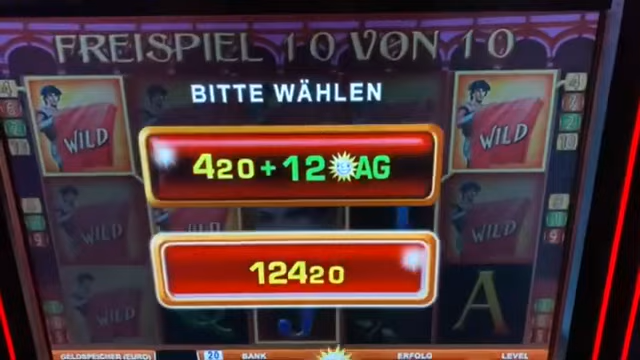 FREISPIEL 10 VON 10
BITTE WÄHLEN
WILD
WILD
420+12 AG
WILD
WILD
12420
WILD
A
GELDSPEICHER (EURO)
20
BANK
ERFOLG
LEVEL